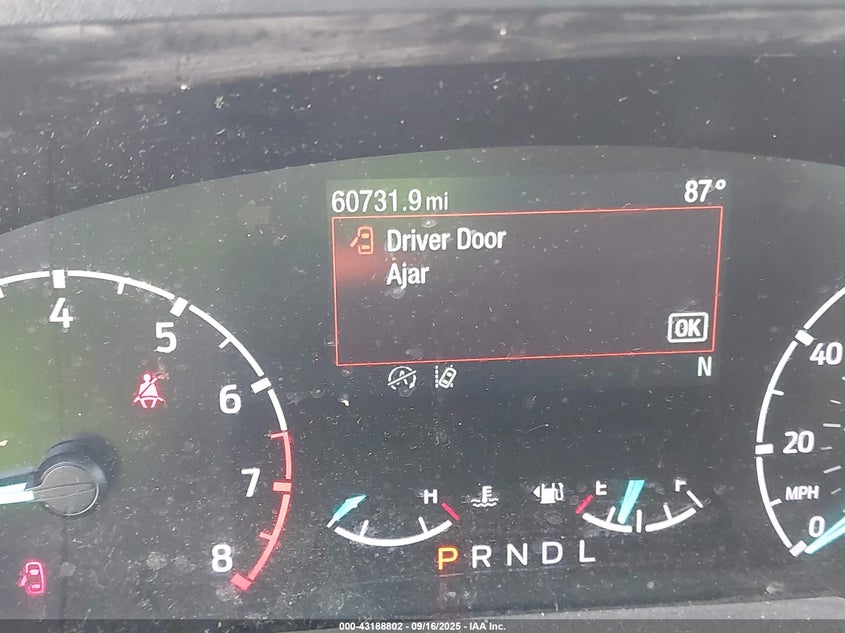 60731.9 mi
87°
Driver Door
Ajar
OK
N
4
5
6
7
8
40
20
MPH
0
H
E
F
P R N D L
000-43188802 - 09/16/2025 - IAA Inc.